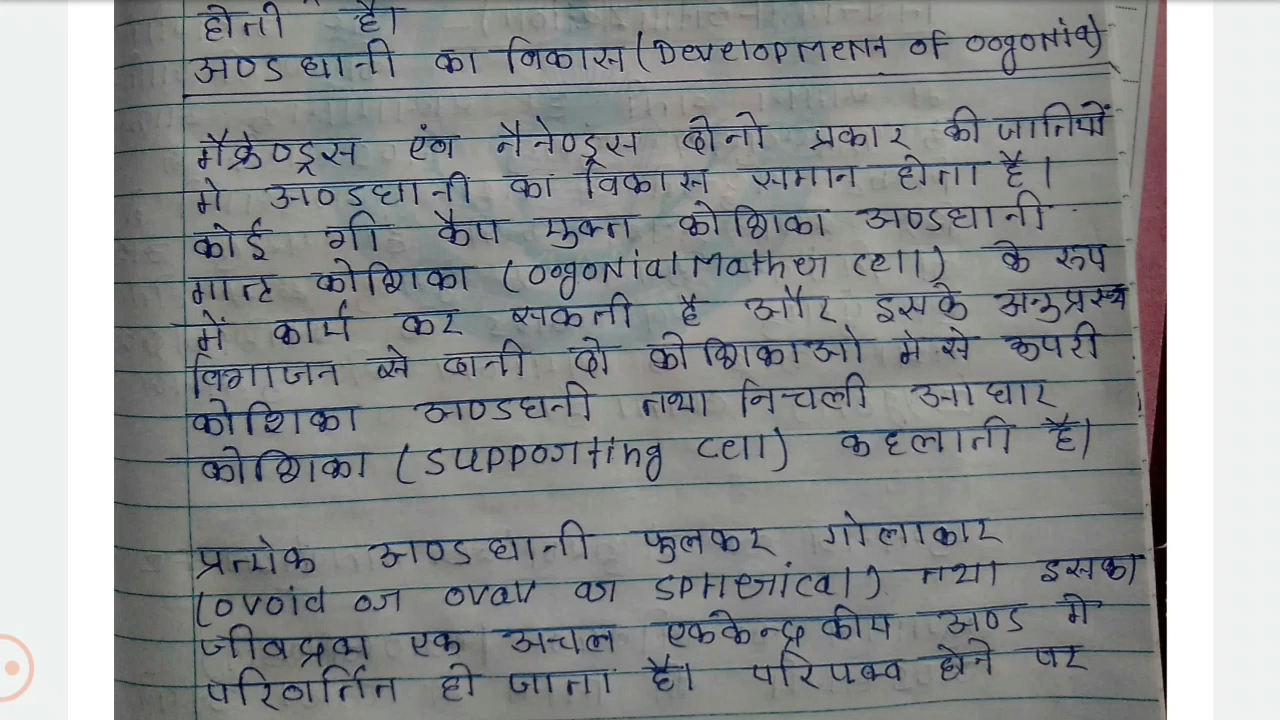 होती है।
अण्डधानी का विकास (Development of oogonia)
मैक्रेण्ड्रस एंव नैनेण्ड्रस दोनो प्रकार की जातियों
मे अण्डधानी का विकास समान होता है।
कोई भी कैप युक्त कोशिका अण्डधानी
मातृ कोशिका (oogonial Mother cell) के रूप
में कार्य कर सकती है और इसके अनुप्रस्थ
विभाजन से बनी दो कोशिकाओ मे से ऊपरी
कोशिका अण्डधनी तथा निचली आधार
कोशिका (supporting cell) कहलाती है।
प्रत्येक अण्डधानी फुलकर गोलाकार
(ovoid or oval or spherical) तथा इसका
जीवद्रव्य एक अचल एककेन्द्रकीय अण्ड मे
परिवर्तित हो जाता है। परिपक्व होने पर